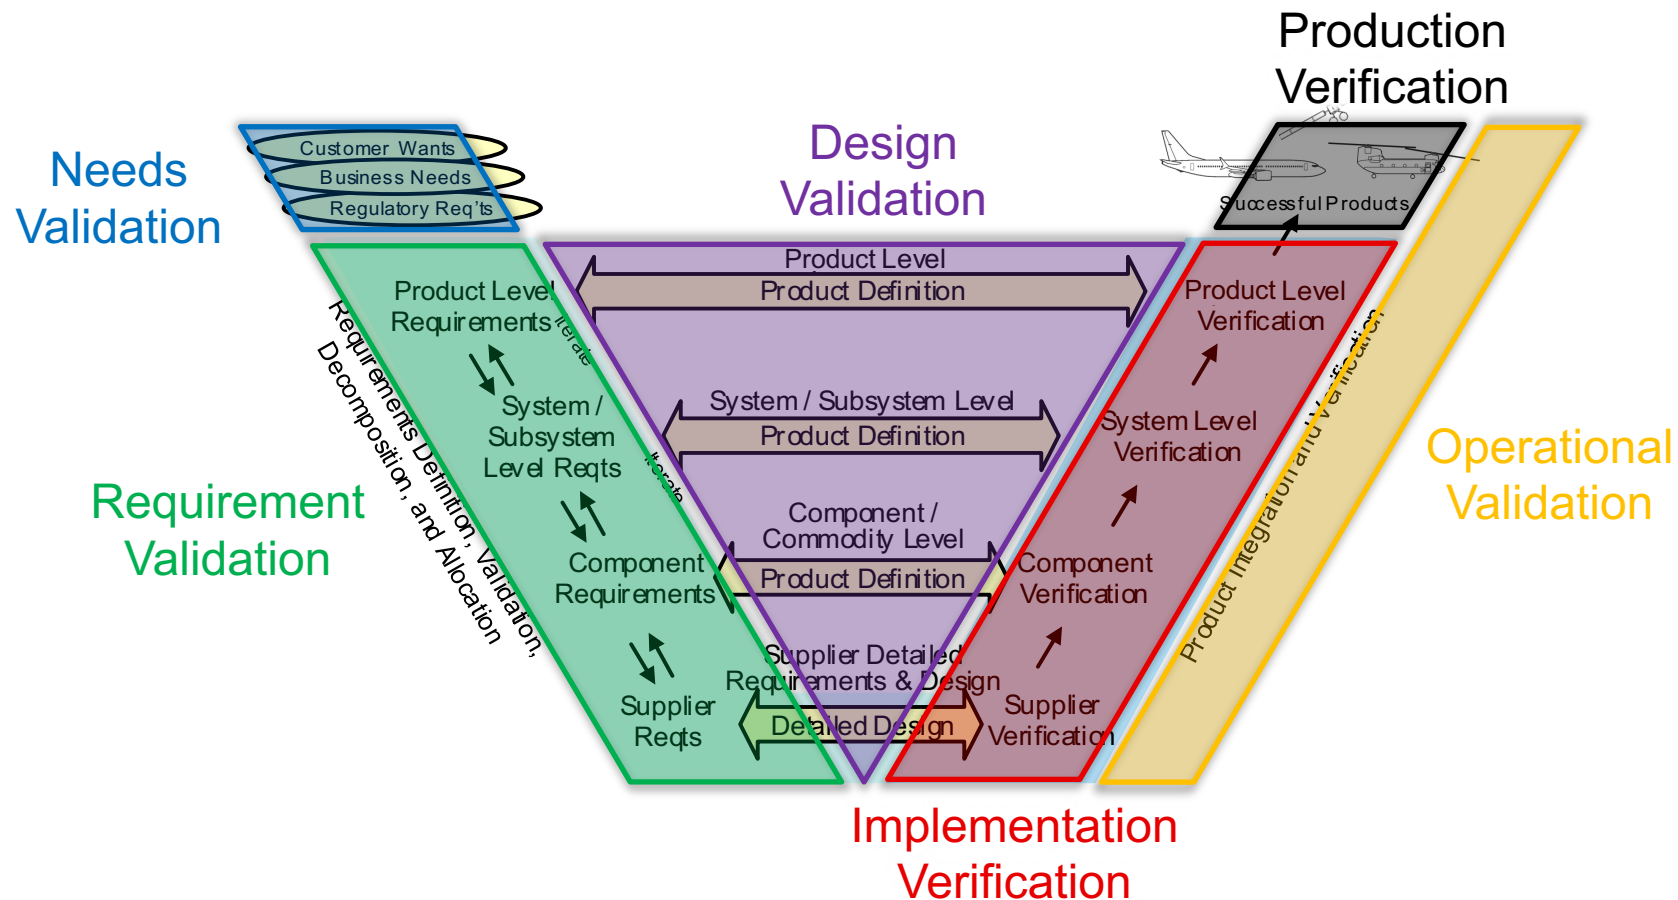 Production
Verification
Needs
Validation
Customer Wants
Business Needs
Regulatory Req'ts
Design
Validation
Successful Products
Requirement
Validation
Requirements Definition, Validation,
Decomposition, and Allocation
Product Level
Requirements
Iterate
System /
Subsystem
Level Reqts
Iterate
Component
Requirements
Supplier
Reqts
Product Level
Product Definition
System / Subsystem Level
Product Definition
Component /
Commodity Level
Product Definition
Supplier Detailed
Requirements & Design
Detailed Design
Product Level
Verification
System Level
Verification
Component
Verification
Supplier
Verification
Product Integration and Verification
Operational
Validation
Implementation
Verification